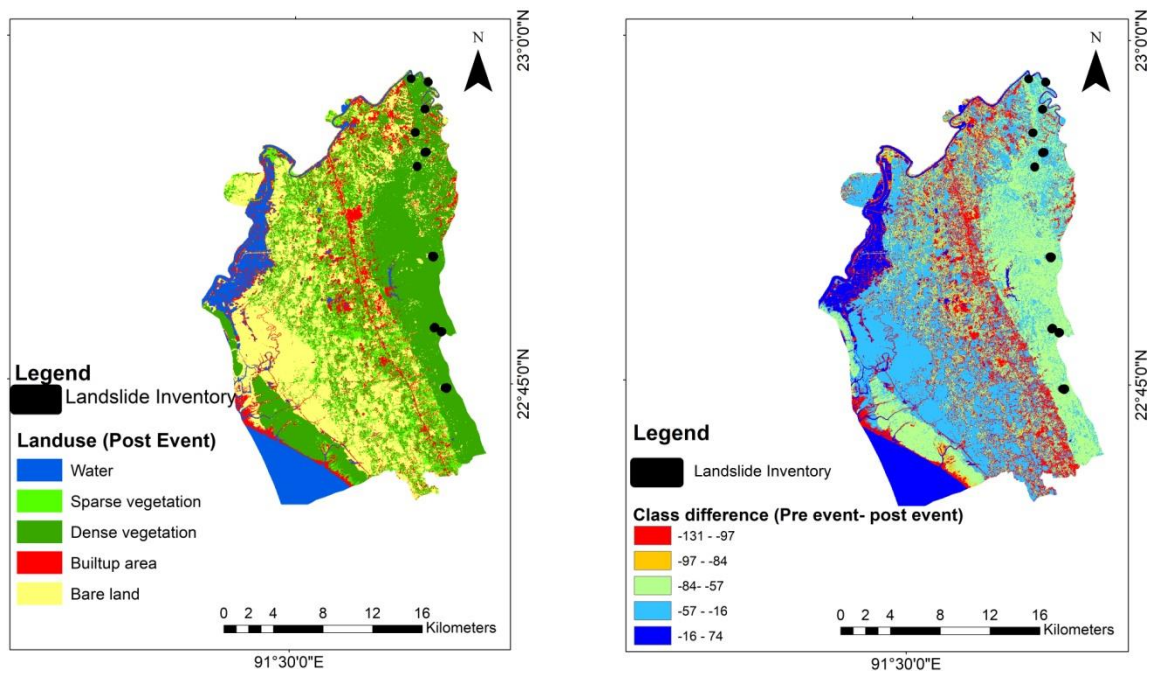 N
23°0'0"N
Legend
Landslide Inventory
Landuse (Post Event)
Water
Sparse vegetation
Dense vegetation
Builtup area
Bare land
22°45'0"N
0 2 4 8 12 16
Kilometers
91°30'0"E
N
23°0'0"N
22°45'0"N
Legend
Landslide Inventory
Class difference (Pre event- post event)
-131 - -97
-97 - -84
-84- -57
-57 - -16
-16 - 74
0 2 4 8 12 16
Kilometers
91°30'0"E